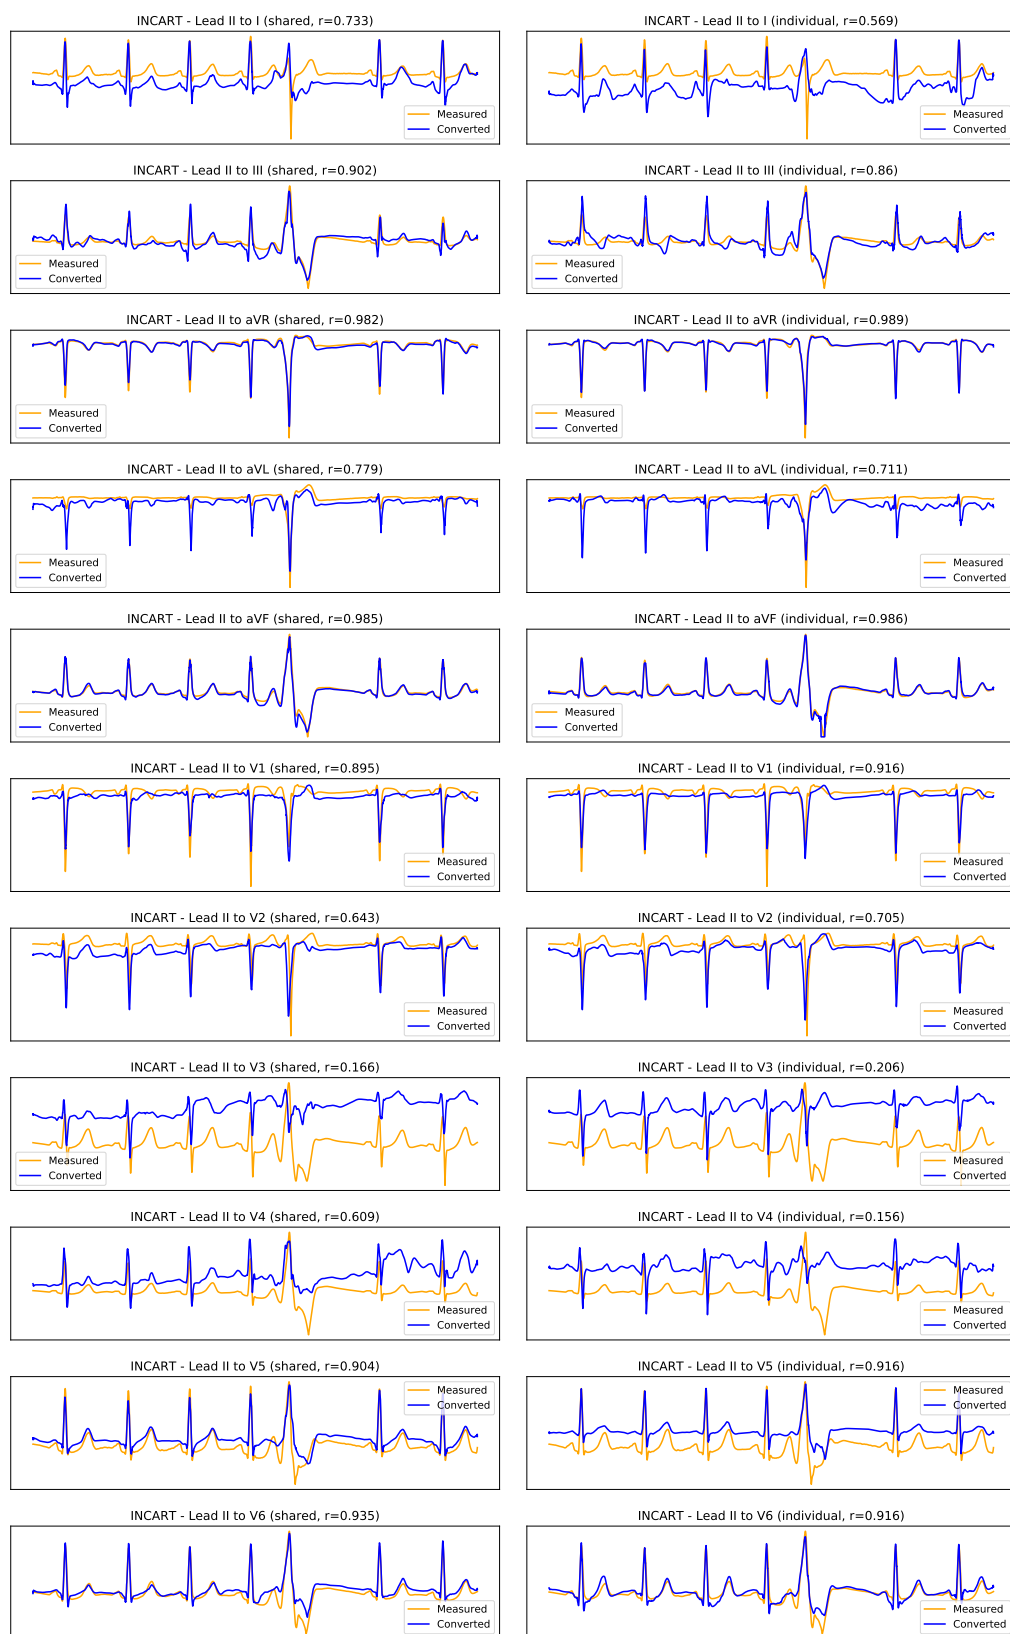 INCART - Lead II to I (shared, r=0.733)
Measured
Converted
INCART - Lead II to I (individual, r=0.569)
Measured
Converted
INCART - Lead II to III (shared, r=0.902)
Measured
Converted
INCART - Lead II to III (individual, r=0.86)
Measured
Converted
INCART - Lead II to aVR (shared, r=0.982)
Measured
Converted
INCART - Lead II to aVR (individual, r=0.989)
Measured
Converted
INCART - Lead II to aVL (shared, r=0.779)
Measured
Converted
INCART - Lead II to aVL (individual, r=0.711)
Measured
Converted
INCART - Lead II to aVF (shared, r=0.985)
Measured
Converted
INCART - Lead II to aVF (individual, r=0.986)
Measured
Converted
INCART - Lead II to V1 (shared, r=0.895)
Measured
Converted
INCART - Lead II to V1 (individual, r=0.916)
Measured
Converted
INCART - Lead II to V2 (shared, r=0.643)
Measured
Converted
INCART - Lead II to V2 (individual, r=0.705)
Measured
Converted
INCART - Lead II to V3 (shared, r=0.166)
Measured
Converted
INCART - Lead II to V3 (individual, r=0.206)
Measured
Converted
INCART - Lead II to V4 (shared, r=0.609)
Measured
Converted
INCART - Lead II to V4 (individual, r=0.156)
Measured
Converted
INCART - Lead II to V5 (shared, r=0.904)
Measured
Converted
INCART - Lead II to V5 (individual, r=0.916)
Measured
Converted
INCART - Lead II to V6 (shared, r=0.935)
Measured
Converted
INCART - Lead II to V6 (individual, r=0.916)
Measured
Converted